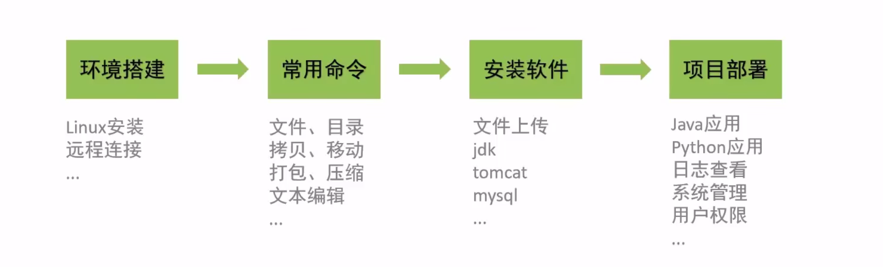 环境搭建
Linux安装
远程连接
...
常用命令
文件、目录
拷贝、移动
打包、压缩
文本编辑
...
安装软件
文件上传
jdk
tomcat
mysql
...
项目部署
Java应用
Python应用
日志查看
系统管理
用户权限
...